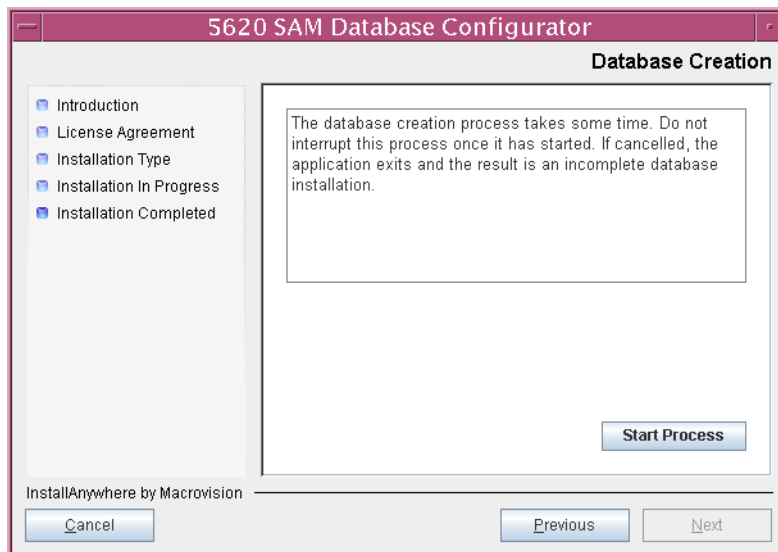 5620 SAM Database Configurator
Database Creation
Introduction
License Agreement
Installation Type
Installation In Progress
Installation Completed
The database creation process takes some time. Do not
interrupt this process once it has started. If cancelled, the
application exits and the result is an incomplete database
installation.
Start Process
InstallAnywhere by Macrovision
Cancel
Previous
Next